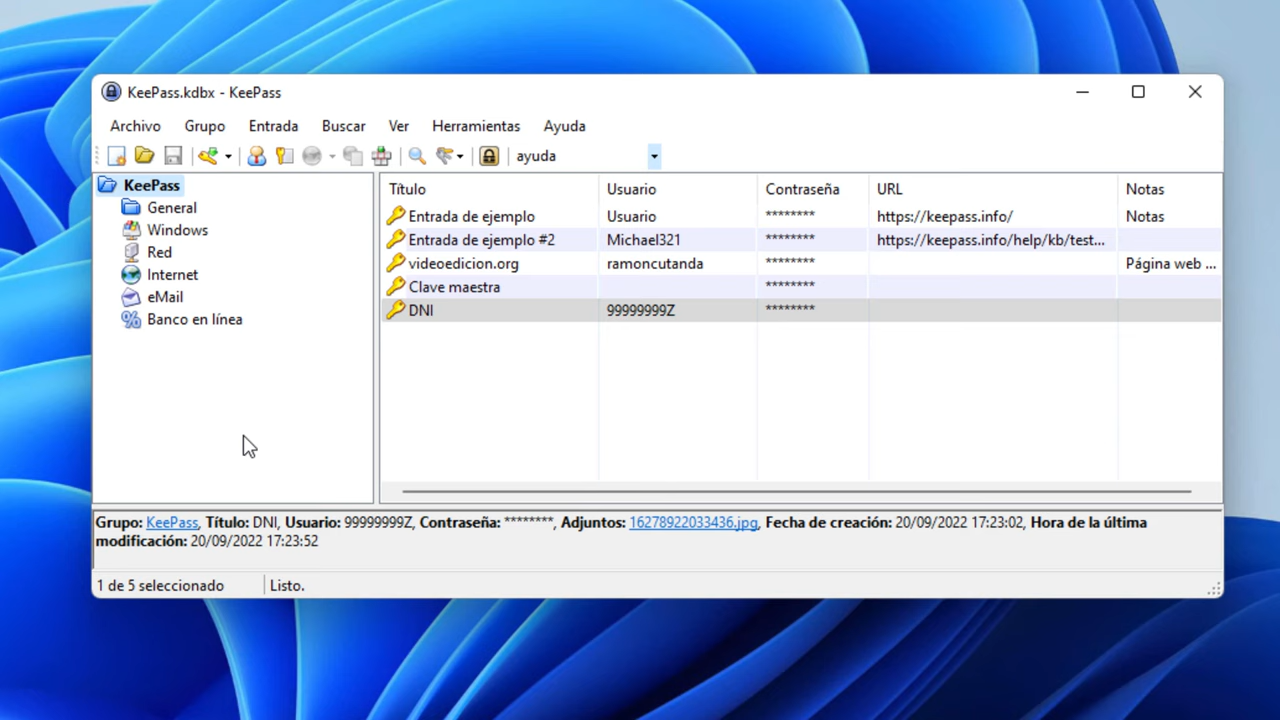 KeePass.kdbx - KeePass
Archivo Grupo Entrada Buscar Ver Herramientas Ayuda
ayuda
KeePass
General
Windows
Red
Internet
eMail
Banco en línea
Título Usuario Contraseña URL Notas
Entrada de ejemplo Usuario ******** https://keepass.info/ Notas
Entrada de ejemplo #2 Michael321 ******** https://keepass.info/help/kb/test...
videoedicion.org ramoncutanda ******** Página web ...
Clave maestra ********
DNI 99999999Z ********
Grupo: KeePass, Título: DNI, Usuario: 99999999Z, Contraseña: ********, Adjuntos: 16278922033436.jpg, Fecha de creación: 20/09/2022 17:23:02, Hora de la última
modificación: 20/09/2022 17:23:52
1 de 5 seleccionado Listo.